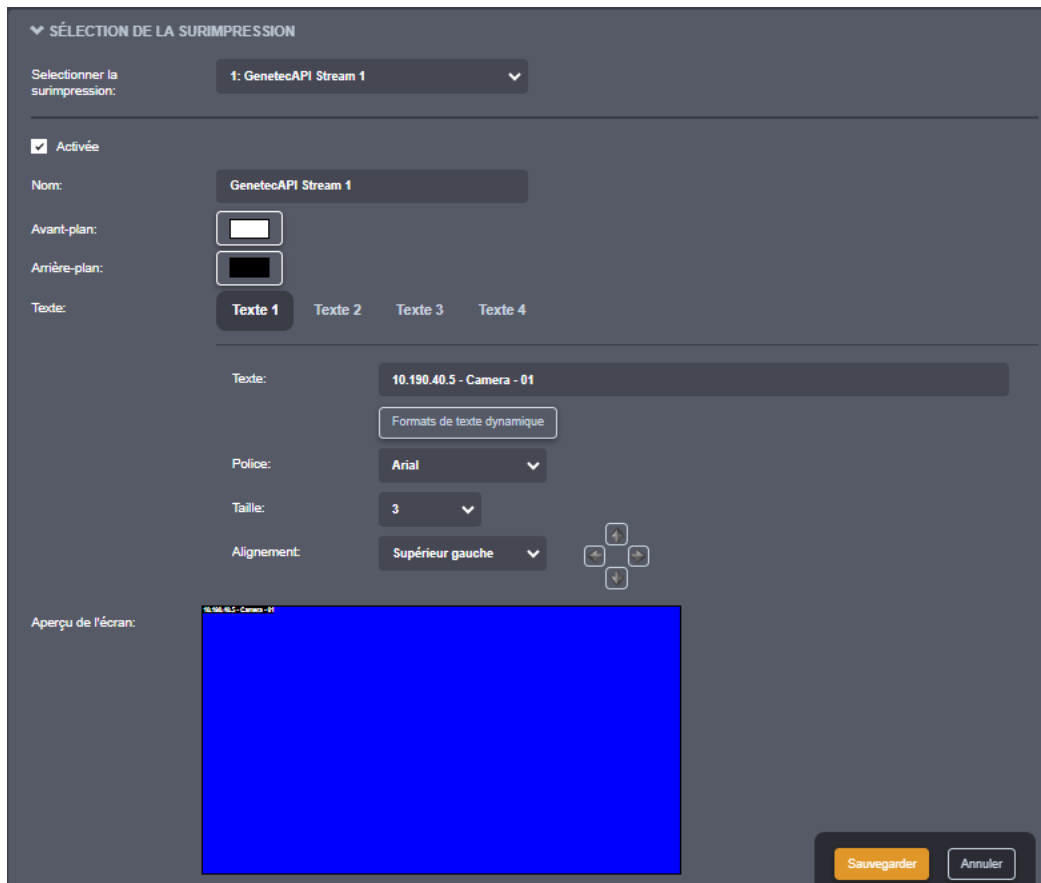 SÉLECTION DE LA SURIMPRESSION
Selectionner la
surimpression:
1: GenetecAPI Stream 1
Activée
Nom:
GenetecAPI Stream 1
Avant-plan:
Arrière-plan:
Texte:
Texte 1
Texte 2
Texte 3
Texte 4
Texte:
10.190.40.5 - Camera - 01
Formats de texte dynamique
Police:
Arial
Taille:
3
Alignement:
Supérieur gauche
Aperçu de l'écran:
10.190.40.5 - Camera - 01
Sauvegarder
Annuler